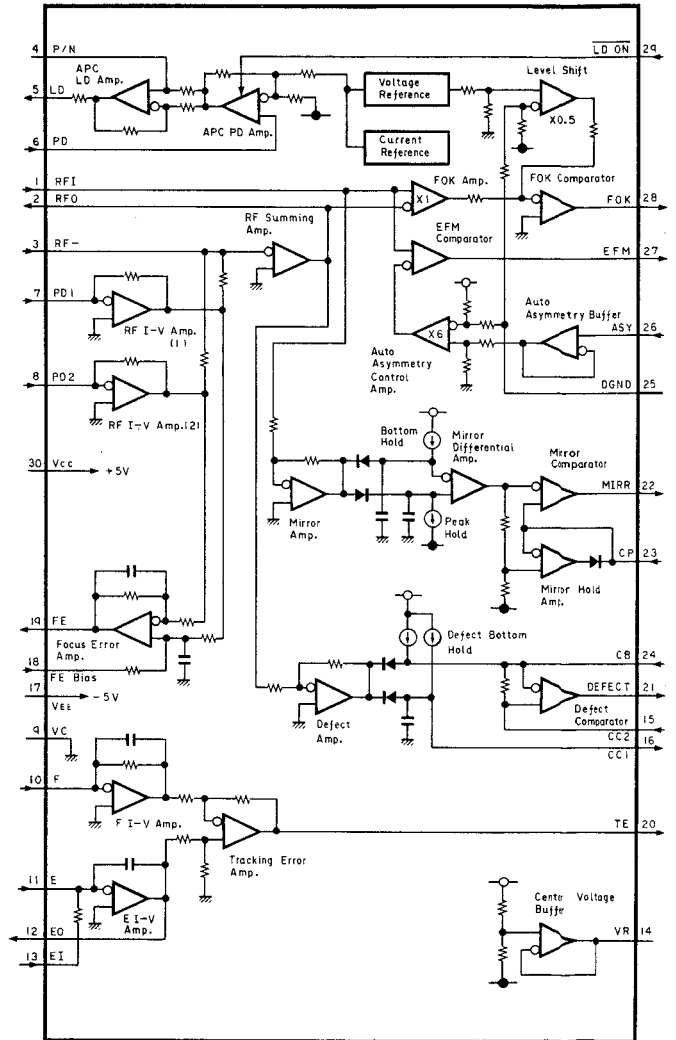 4 P/N
LD ON 29
APC
LD Amp.
5 LD
APC PD Amp.
6 PD
Voltage
Reference
Current
Reference
Level Shift
X0.5
1 RFI
2 RFO
FOK Amp.
X1
FOK Comparator
FOK 28
RF Summing
Amp.
3 RF-
EFM
Comparator
EFM 27
7 PD1
RF I-V Amp.
(1)
X6
Auto
Asymmetry Buffer
ASY 26
8 PD2
RF I-V Amp.(2)
Auto
Asymmetry
Control
Amp.
DGND 25
Bottom
Hold
Mirror
Differential
Amp.
Mirror
Comparator
30 Vcc +5V
MIRR 22
Mirror
Amp.
Peak
Hold
CP 23
Mirror Hold
Amp.
19 FE
Focus Error
Amp.
18
FE Bias
17 -5V
VEE
Defect Bottom
Hold
CB 24
DEFECT 21
Defect
Comparator
15
CC2
16
CC1
Defect
Amp.
9 VC
10 F
F I-V Amp.
TE 20
Tracking Error
Amp.
11 E
E I-V
Amp.
12 EO
13 EI
Centr Voltage
Buffr
VR 14